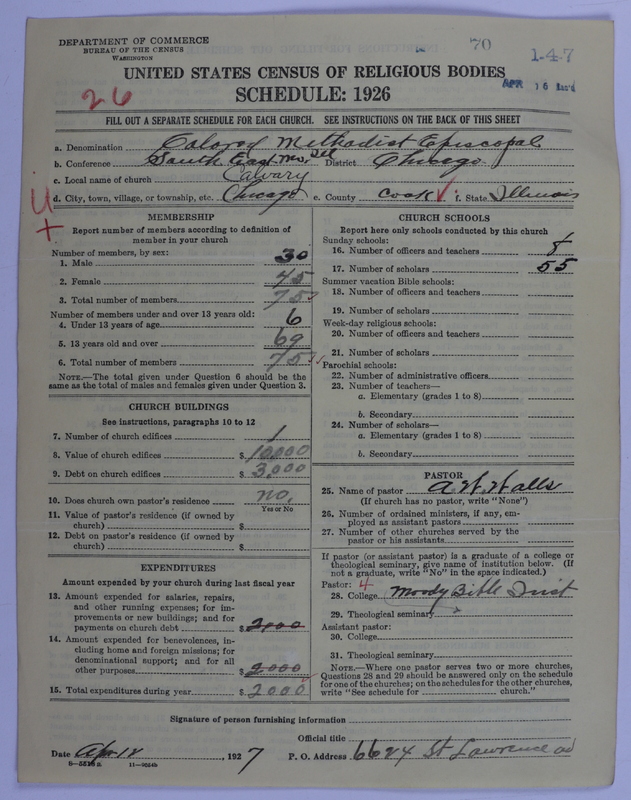 DEPARTMENT OF COMMERCE
BUREAU OF THE CENSUS
WASHINGTON
70
1-4-7
APR 16 Rec'd
UNITED STATES CENSUS OF RELIGIOUS BODIES
26
SCHEDULE: 1926
FILL OUT A SEPARATE SCHEDULE FOR EACH CHURCH. SEE INSTRUCTIONS ON THE BACK OF THIS SHEET
a. Denomination Colored Methodist Episcopal
b. Conference South East Mo. Ill District Chicago
c. Local name of church Calvary
d. City, town, village, or township, etc. Chicago e. County Cook f. State Illinois
U
+
MEMBERSHIP
Report number of members according to definition of
member in your church
Number of members, by sex:
1. Male 30
2. Female 45
3. Total number of members 75
Number of members under and over 13 years old:
4. Under 13 years of age 6
5. 13 years old and over 69
6. Total number of members 75
NOTE.—The total given under Question 6 should be the
same as the total of males and females given under Question 3.
CHURCH BUILDINGS
See instructions, paragraphs 10 to 12
7. Number of church edifices 1
8. Value of church edifices $ 10,000
9. Debt on church edifices $ 3,000
10. Does church own pastor's residence no.
Yes or No
11. Value of pastor's residence (if owned by
church) $
12. Debt on pastor's residence (if owned by
church) $
EXPENDITURES
Amount expended by your church during last fiscal year
13. Amount expended for salaries, repairs,
and other running expenses; for im-
provements or new buildings; and for
payments on church debt $ 2,000
14. Amount expended for benevolences, in-
cluding home and foreign missions; for
denominational support; and for all
other purposes $ 2000
15. Total expenditures during year $ 2000
CHURCH SCHOOLS
Report here only schools conducted by this church
Sunday schools:
16. Number of officers and teachers 8
17. Number of scholars 55
Summer vacation Bible schools:
18. Number of officers and teachers
19. Number of scholars
Week-day religious schools:
20. Number of officers and teachers
21. Number of scholars
Parochial schools:
22. Number of administrative officers
23. Number of teachers—
a. Elementary (grades 1 to 8)
b. Secondary
24. Number of scholars—
a. Elementary (grades 1 to 8)
b. Secondary
PASTOR
25. Name of pastor A. W. Walls
(If church has no pastor, write "None")
26. Number of ordained ministers, if any, em-
ployed as assistant pastors
27. Number of other churches served by the
pastor or his assistants
If pastor (or assistant pastor) is a graduate of a college or
theological seminary, give name of institution below. (If
not a graduate, write "No" in the space indicated.)
Pastor: 4
28. College Moody Bible Inst
29. Theological seminary
Assistant pastor:
30. College
31. Theological seminary
NOTE.—Where one pastor serves two or more churches,
Questions 28 and 29 should be answered only on the schedule
for one of the churches; on the schedules for the other churches,
write "See schedule for church."
Signature of person furnishing information
Official title
Date Apr 12, 1927 P. O. Address 6624 St Lawrence av
8—5518 a 11—9024b